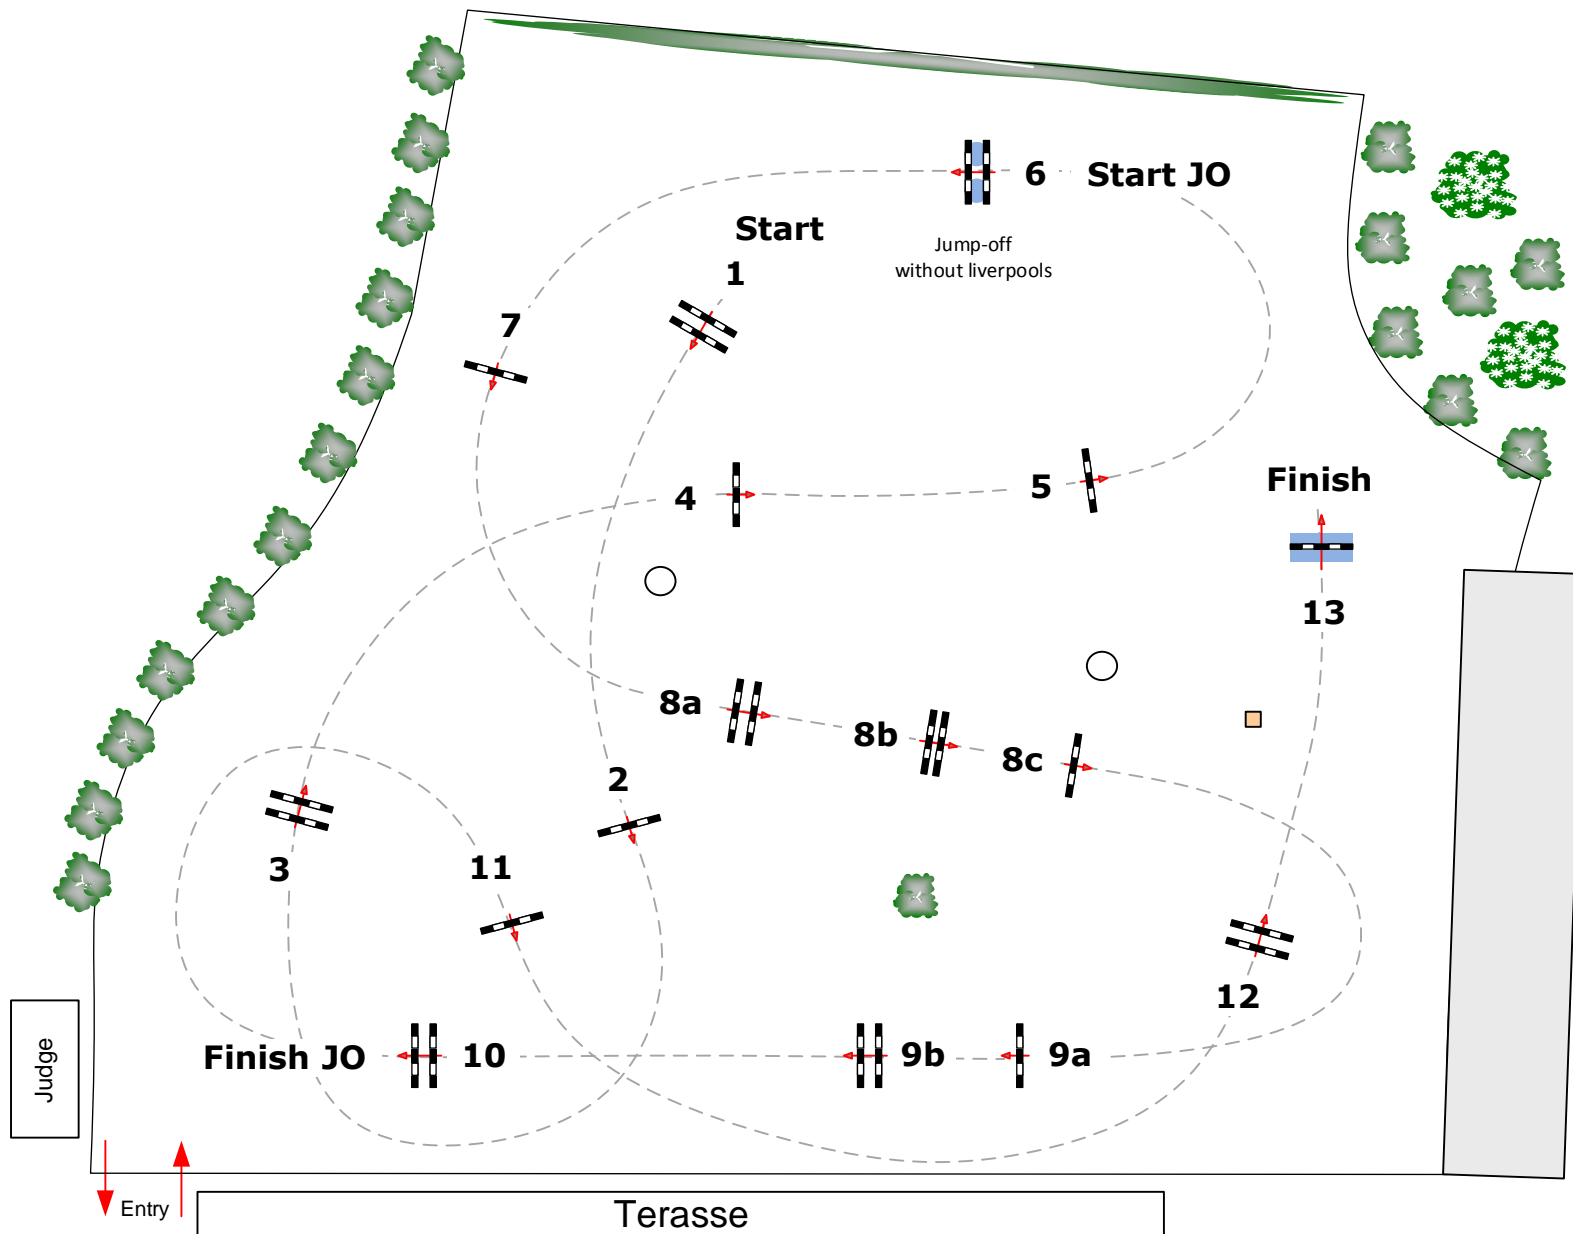 6
Start JO
Start
Jump-off
without liverpools
1
7
4
5
Finish
13
8a
8b
8c
2
3
11
12
Finish JO
10
9b
9a
Judge
Entry
Terasse